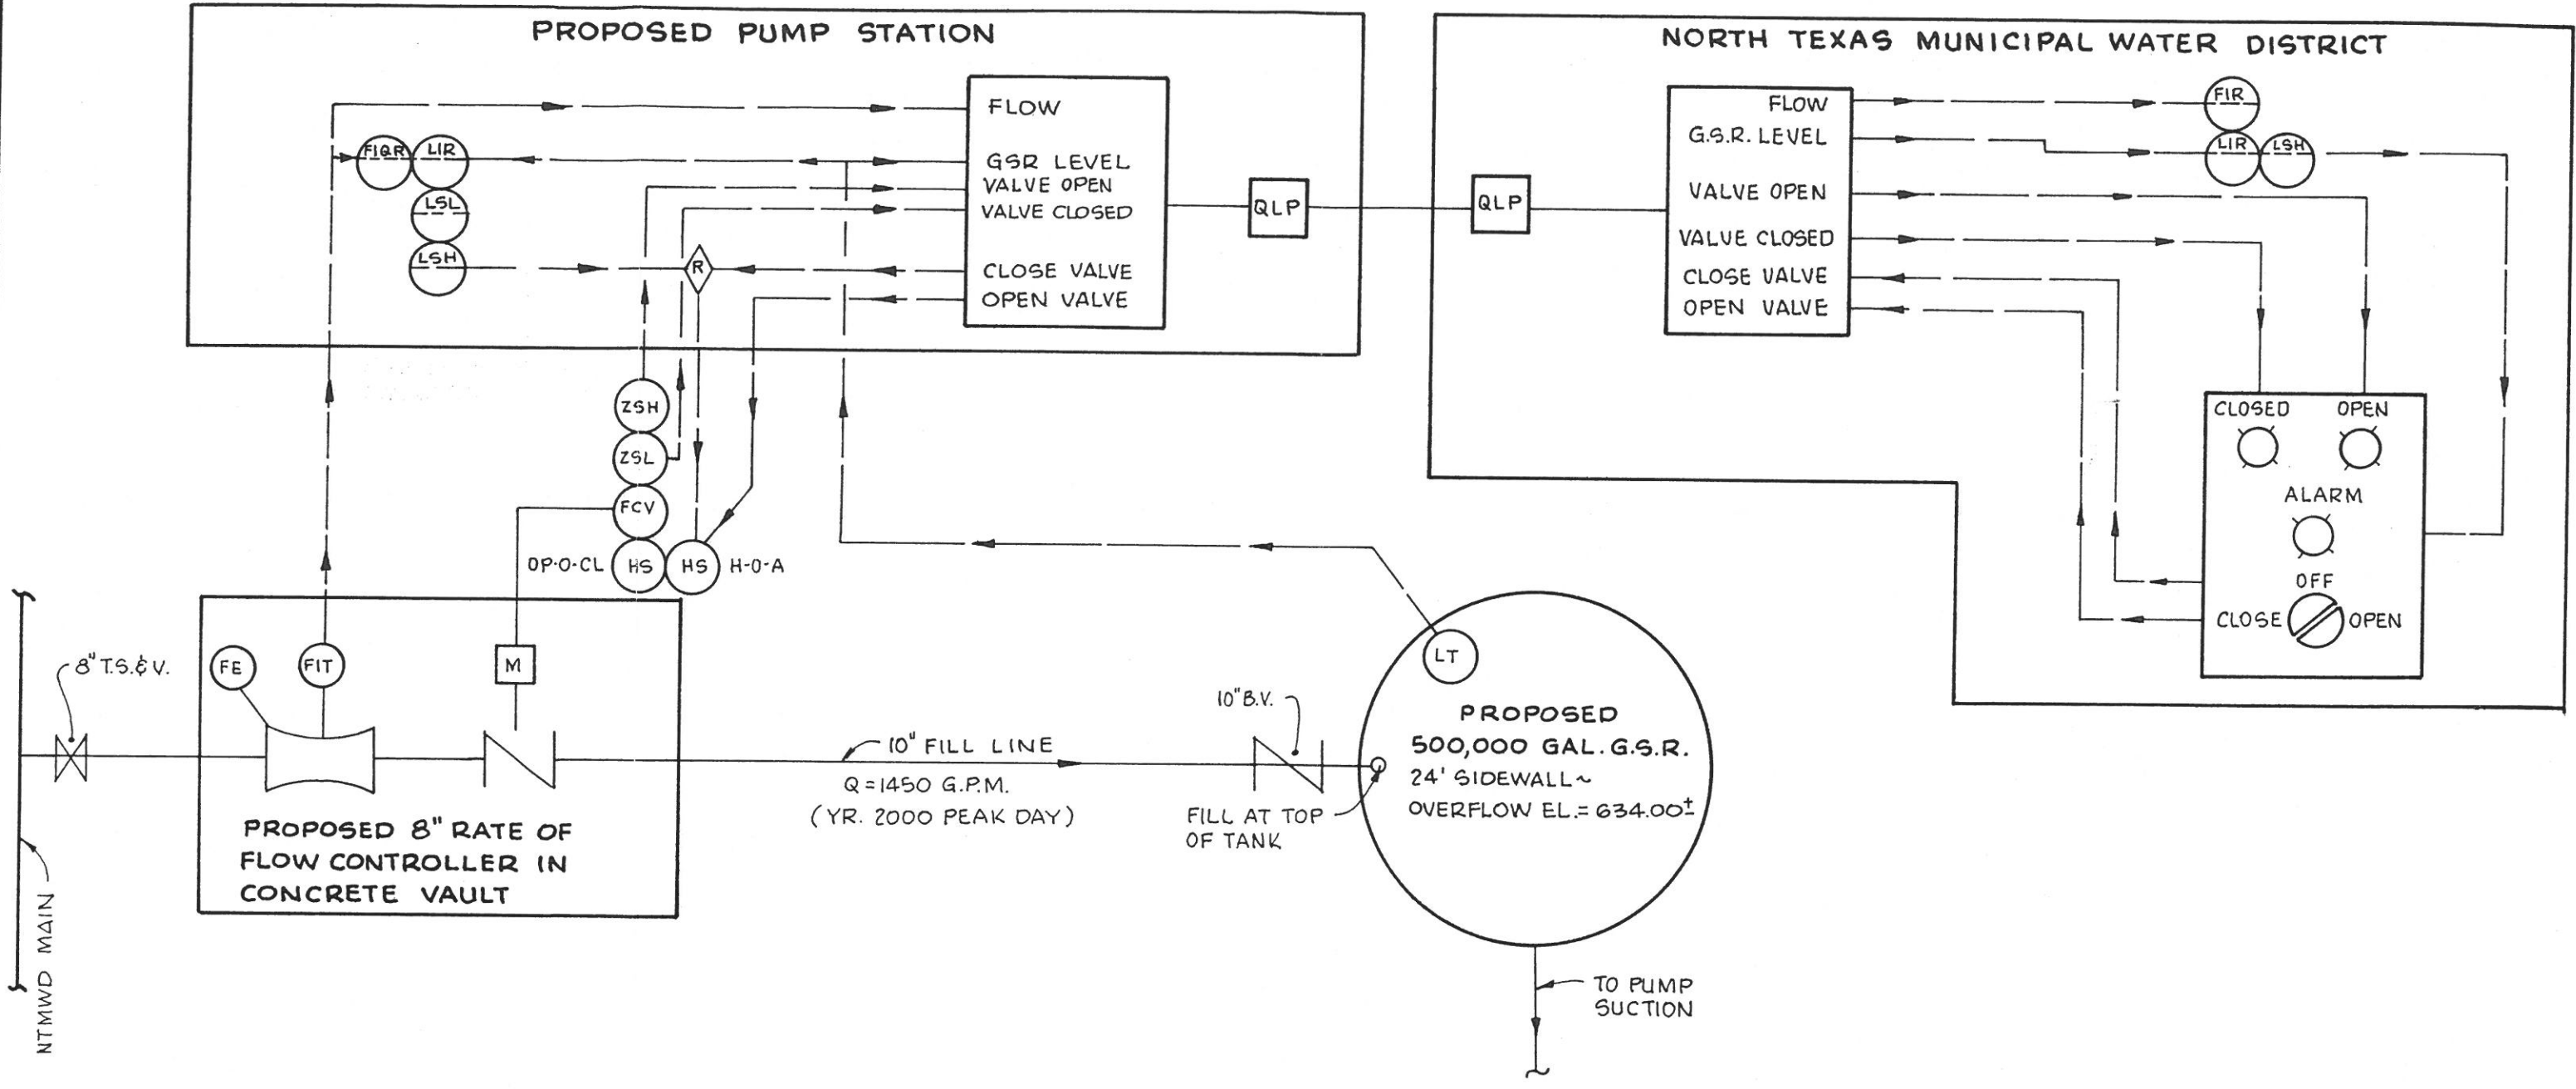 PROPOSED PUMP STATION
FLOW
FIQR
LIR
GSR LEVEL
VALVE OPEN
LSL
VALVE CLOSED
QLP
LSH
R
CLOSE VALVE
OPEN VALVE
NORTH TEXAS MUNICIPAL WATER DISTRICT
FLOW
FIR
G.S.R. LEVEL
LIR
LSH
VALVE OPEN
QLP
VALVE CLOSED
CLOSE VALVE
OPEN VALVE
CLOSED
OPEN
ALARM
OFF
CLOSE
OPEN
ZSH
ZSL
FCV
OP-O-CL
HS
HS
H-O-A
8" T.S.& V.
FE
FIT
M
PROPOSED 8" RATE OF
FLOW CONTROLLER IN
CONCRETE VAULT
NTMWD MAIN
10" FILL LINE
Q=1450 G.P.M.
(YR. 2000 PEAK DAY)
10" B.V.
FILL AT TOP
OF TANK
LT
PROPOSED
500,000 GAL. G.S.R.
24' SIDEWALL~
OVERFLOW EL.= 634.00±
TO PUMP
SUCTION